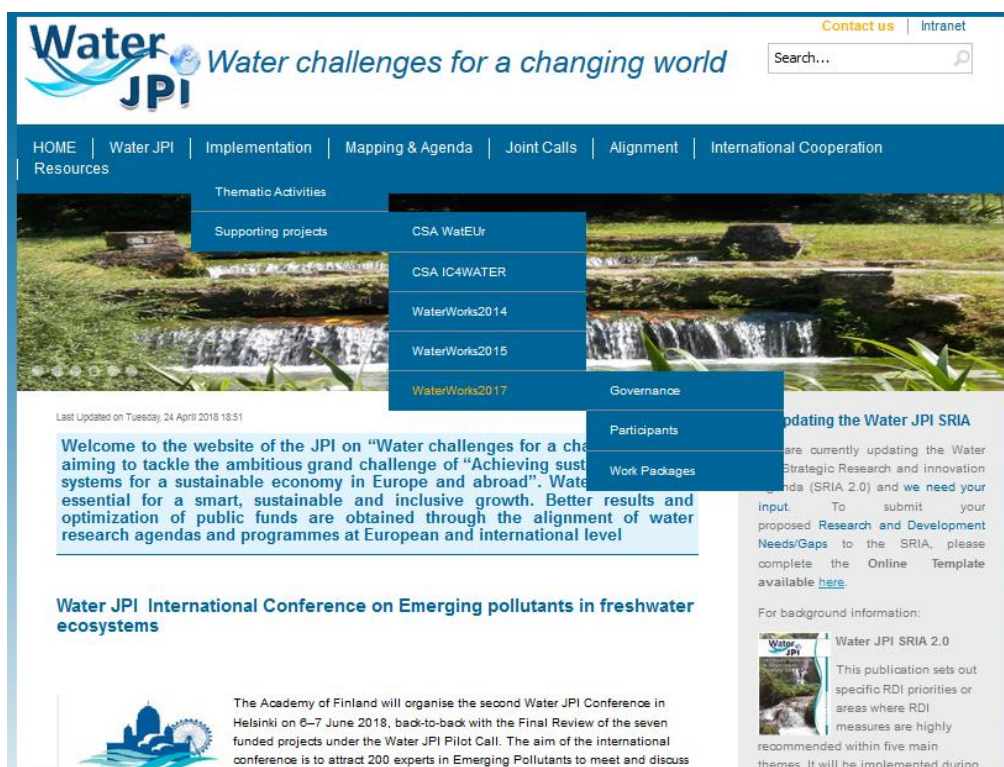 Contact us | Intranet
Water JPI
Water challenges for a changing world
Search...
HOME | Water JPI | Implementation | Mapping & Agenda | Joint Calls | Alignment | International Cooperation
Resources
Thematic Activities
Supporting projects
CSA WatEUr
CSA IC4WATER
WaterWorks2014
WaterWorks2015
WaterWorks2017
Governance
Participants
Work Packages
Last Updated on Tuesday, 24 April 2018 18:51
Welcome to the website of the JPI on “Water challenges for a cha
aiming to tackle the ambitious grand challenge of “Achieving sust
systems for a sustainable economy in Europe and abroad”. Wate
essential for a smart, sustainable and inclusive growth. Better results and
optimization of public funds are obtained through the alignment of water
research agendas and programmes at European and international level
Water JPI International Conference on Emerging pollutants in freshwater
ecosystems
The Academy of Finland will organise the second Water JPI Conference in
Helsinki on 6–7 June 2018, back-to-back with the Final Review of the seven
funded projects under the Water JPI Pilot Call. The aim of the international
conference is to attract 200 experts in Emerging Pollutants to meet and discuss
pdating the Water JPI SRIA
are currently updating the Water
Strategic Research and innovation
nda (SRIA 2.0) and we need your
input. To submit your
proposed Research and Development
Needs/Gaps to the SRIA, please
complete the Online Template
available here.
For background information:
Water JPI
Water JPI SRIA 2.0
This publication sets out
specific RDI priorities or
areas where RDI
measures are highly
recommended within five main
themes. It will be implemented during